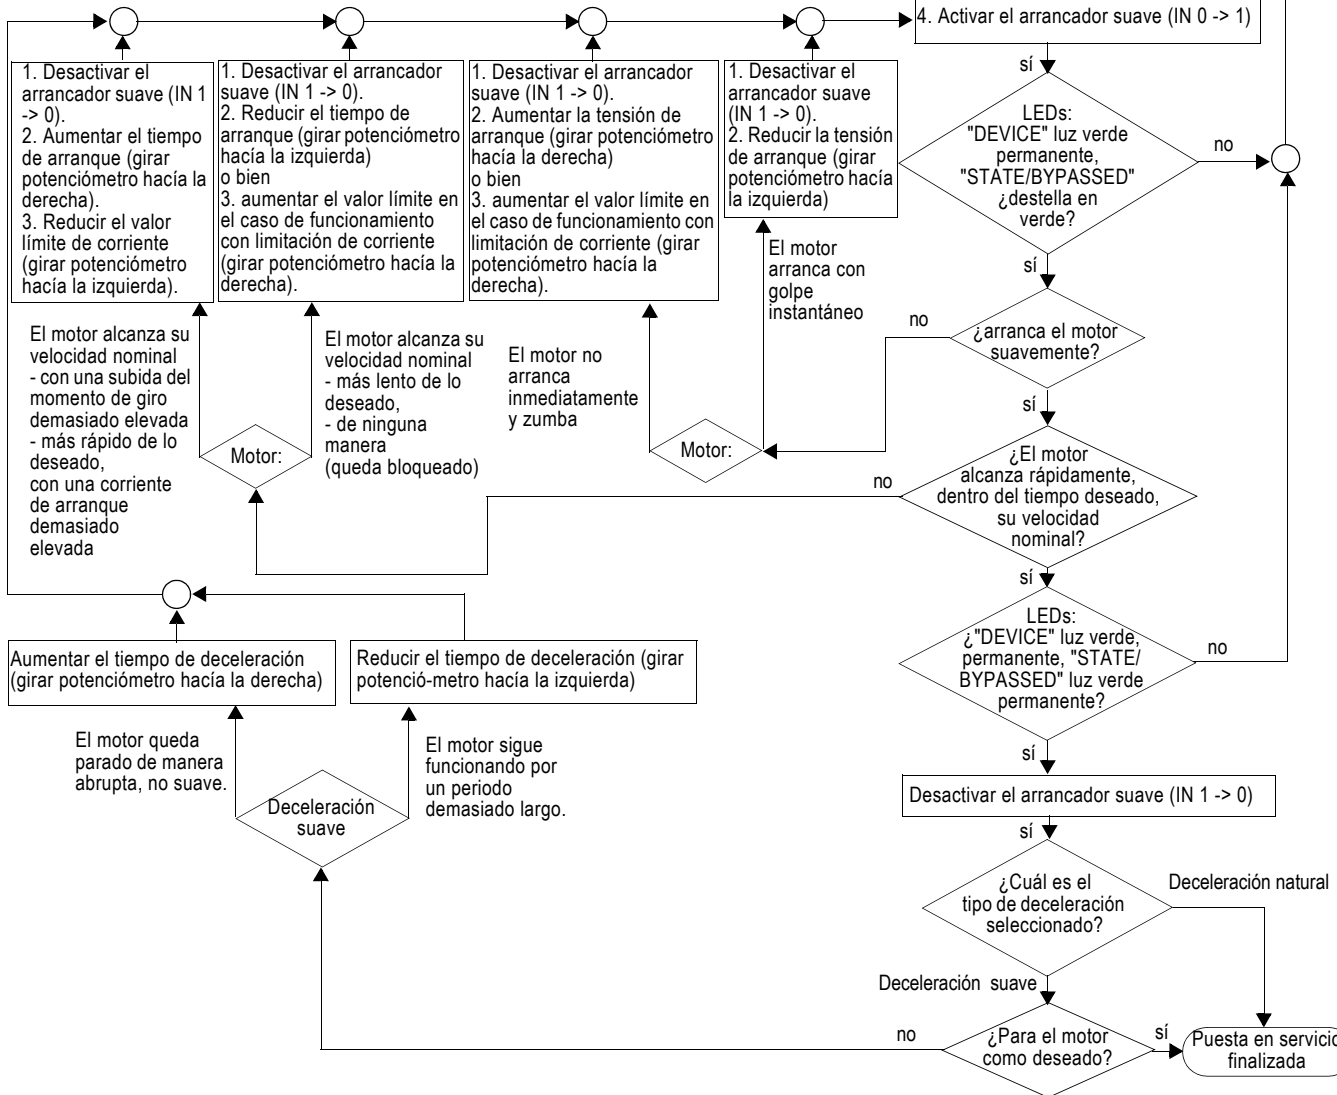 4. Activar el arrancador suave (IN 0 -> 1)
1. Desactivar el
arrancador suave (IN 1
-> 0).
2. Aumentar el tiempo
de arranque (girar
potenciómetro hacía la
derecha).
3. Reducir el valor
límite de corriente
(girar potenciómetro
hacía la izquierda).
1. Desactivar el arrancador
suave (IN 1 -> 0).
2. Reducir el tiempo de
arranque (girar potenciómetro
hacía la izquierda)
o bien
3. aumentar el valor límite en
el caso de funcionamiento
con limitación de corriente
(girar potenciómetro hacía la
derecha).
1. Desactivar el arrancador
suave (IN 1 -> 0).
2. Aumentar la tensión de
arranque (girar potenciómetro
hacía la derecha)
o bien
3. aumentar el valor límite en
el caso de funcionamiento con
limitación de corriente (girar
potenciómetro hacía la
derecha).
1. Desactivar el
arrancador suave
(IN 1 -> 0).
2. Reducir la tensión
de arranque (girar
potenciómetro hacía
la izquierda)
sí
LEDs:
"DEVICE" luz verde
permanente,
"STATE/BYPASSED"
¿destella en
verde?
no
El motor
arranca con
golpe
instantáneo
sí
no
¿arranca el motor
suavemente?
El motor alcanza su
velocidad nominal
- con una subida del
momento de giro
demasiado elevada
- más rápido de lo
deseado,
con una corriente
de arranque
demasiado
elevada
Motor:
El motor alcanza su
velocidad nominal
- más lento de lo
deseado,
- de ninguna
manera
(queda bloqueado)
El motor no
arranca
inmediatamente
y zumba
Motor:
sí
no
¿El motor
alcanza rápidamente,
dentro del tiempo deseado,
su velocidad
nominal?
sí
LEDs:
¿"DEVICE" luz verde,
permanente, "STATE/
BYPASSED" luz verde
permanente?
no
Aumentar el tiempo de deceleración
(girar potenciómetro hacía la derecha)
Reducir el tiempo de deceleración (girar
potenció-metro hacía la izquierda)
El motor queda
parado de manera
abrupta, no suave.
Deceleración
suave
El motor sigue
funcionando por
un periodo
demasiado largo.
sí
Desactivar el arrancador suave (IN 1 -> 0)
sí
¿Cuál es el
tipo de deceleración
seleccionado?
Deceleración natural
Deceleración suave
no
¿Para el motor
como deseado?
sí
Puesta en servicio
finalizada